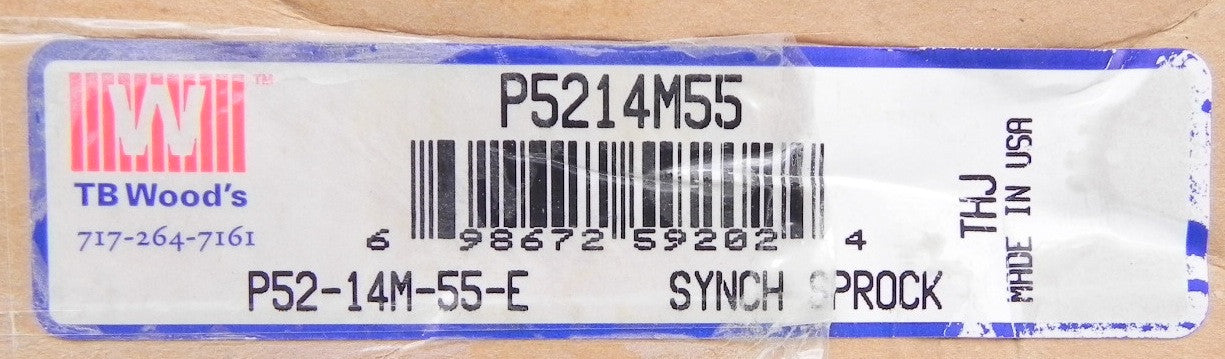 W™
TB Wood's
717-264-7161
P5214M55
6 98672 59202 4
P52-14M-55-E SYNCH SPROCK
THJ
MADE IN USA